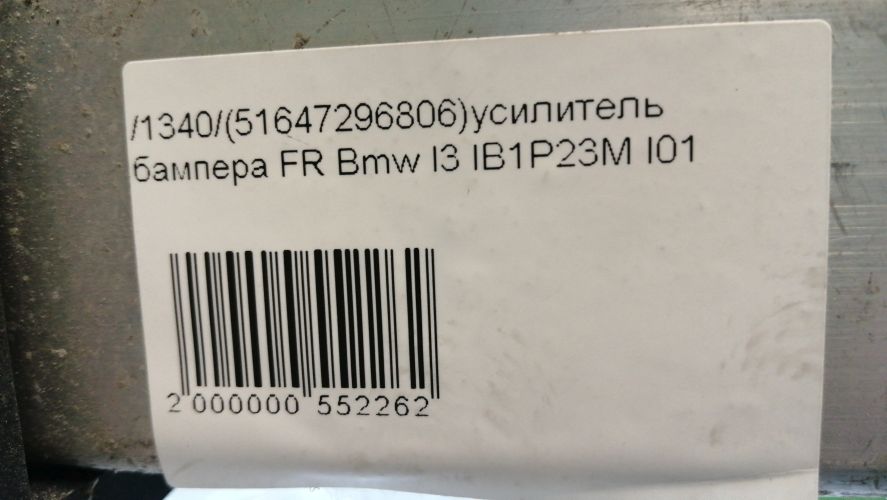 /1340/(51647296806)усилитель
бампера FR Bmw I3 IB1P23M I01
2 000000 552262